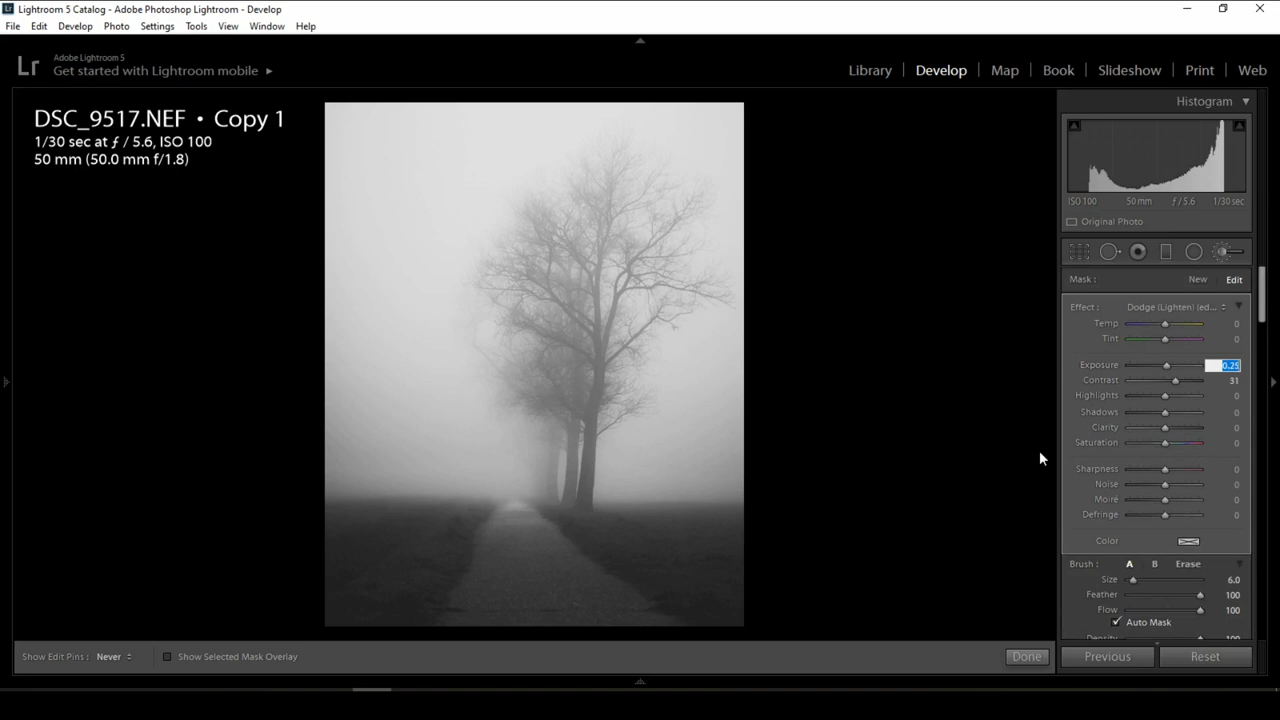 Lr Lightroom 5 Catalog - Adobe Photoshop Lightroom - Develop
File Edit Develop Photo Settings Tools View Window Help
Lr Adobe Lightroom 5
Get started with Lightroom mobile ▸
Library | Develop | Map | Book | Slideshow | Print | Web
DSC_9517.NEF • Copy 1
1/30 sec at ƒ / 5.6, ISO 100
50 mm (50.0 mm f/1.8)
Histogram
ISO 100 50 mm ƒ / 5.6 1/30 sec
Original Photo
Mask : New Edit
Effect : Dodge (Lighten) (ed...
Temp 0
Tint 0
Exposure 0.25
Contrast 31
Highlights 0
Shadows 0
Clarity 0
Saturation 0
Sharpness 0
Noise 0
Moiré 0
Defringe 0
Color
Brush : A B Erase
Size 6.0
Feather 100
Flow 100
Auto Mask
Density 100
Show Edit Pins : Never Show Selected Mask Overlay Done
Previous Reset